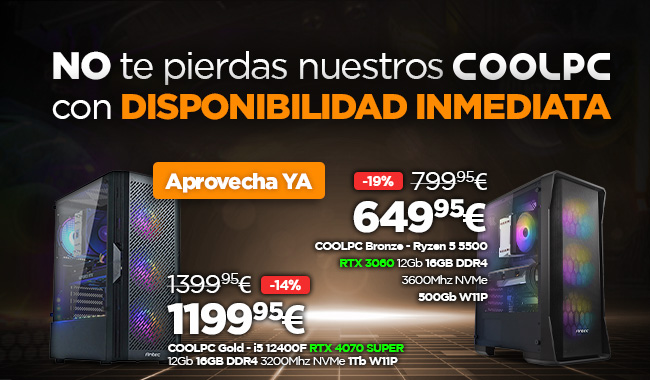 NO te pierdas nuestros COOLPC
con DISPONIBILIDAD INMEDIATA
Aprovecha YA
-19% 799,95€
649,95€
COOLPC Bronze - Ryzen 5 5500
RTX 3060 12Gb 16GB DDR4
3600Mhz NVMe
500Gb W11P
1399,95€ -14%
1199,95€
COOLPC Gold - i5 12400F RTX 4070 SUPER
12Gb 16GB DDR4 3200Mhz NVMe 1Tb W11P
Antec
Antec